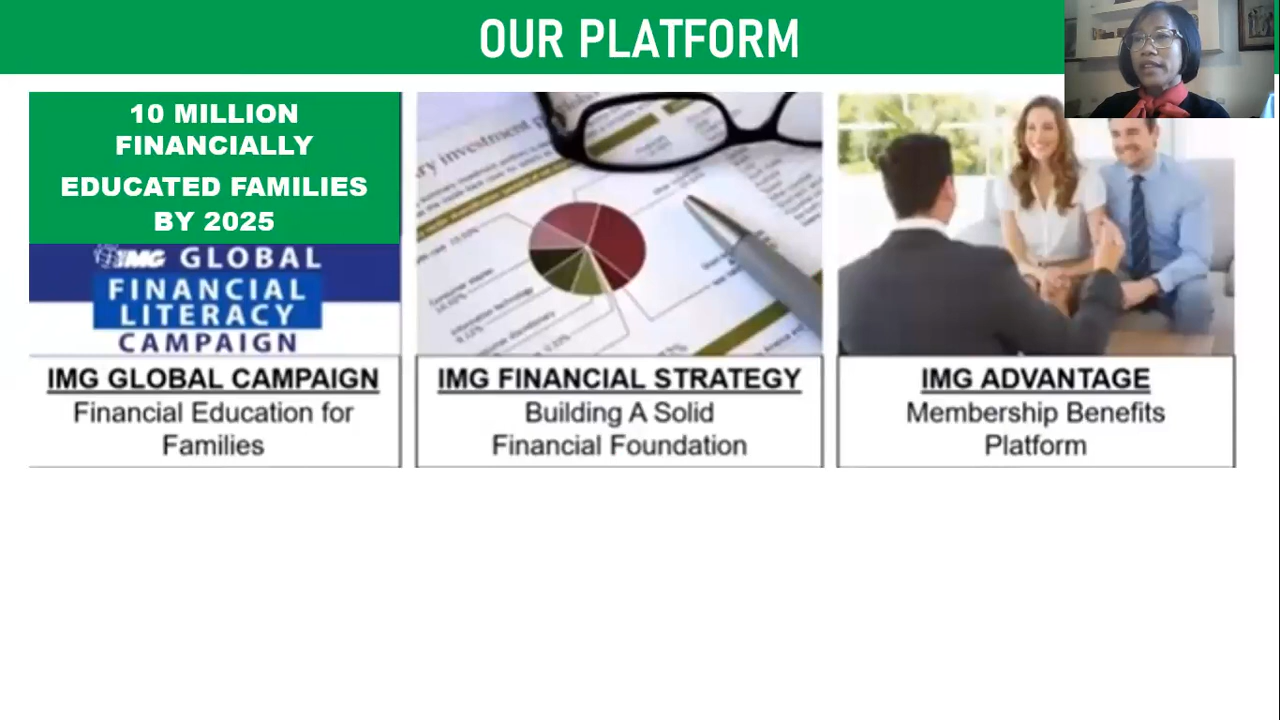 OUR PLATFORM
10 MILLION
FINANCIALLY
EDUCATED FAMILIES
BY 2025
IMG GLOBAL
FINANCIAL
LITERACY
CAMPAIGN
IMG GLOBAL CAMPAIGN
Financial Education for
Families
investment
IMG FINANCIAL STRATEGY
Building A Solid
Financial Foundation
IMG ADVANTAGE
Membership Benefits
Platform